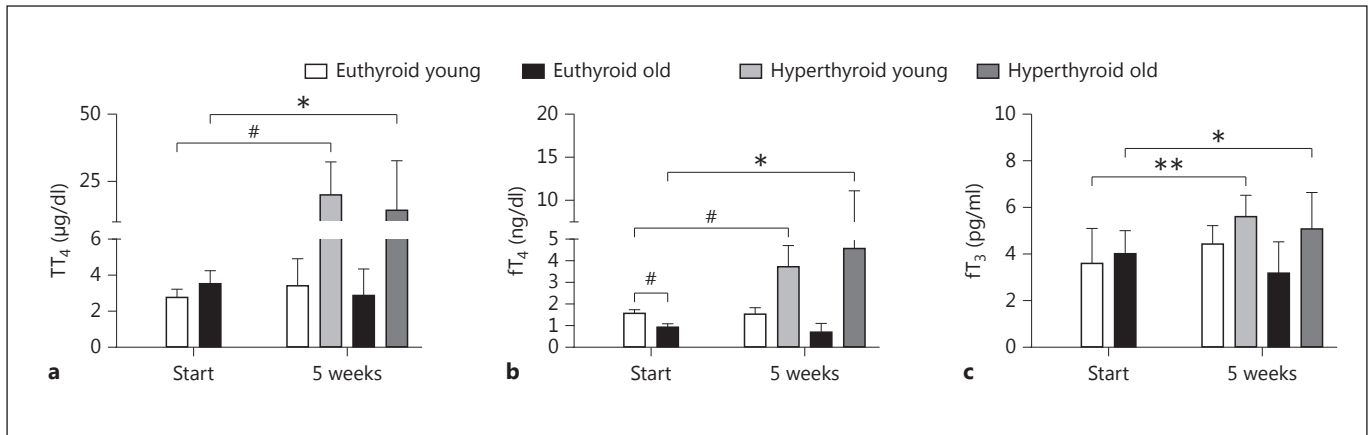 Euthyroid young Euthyroid old Hyperthyroid young Hyperthyroid old
TT4 (µg/dl)
50
25
6
4
2
0
#
*
Start 5 weeks
a
fT4 (ng/dl)
20
15
10
5
4
3
2
1
0
#
#
*
Start 5 weeks
b
fT3 (pg/ml)
10
8
6
4
2
0
**
*
Start 5 weeks
c